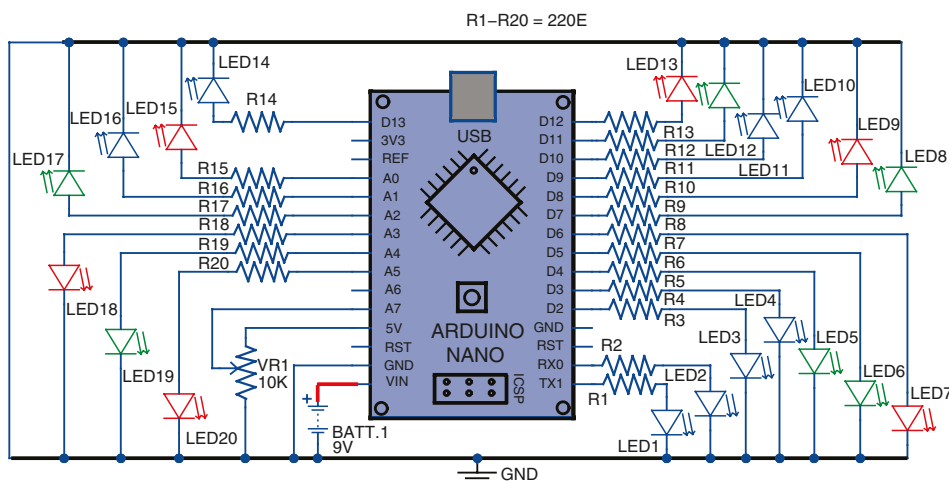 R1–R20 = 220E
LED14
R14
LED15
LED16
LED17
R15
R16
R17
R18
R19
R20
LED18
LED19
LED20
VR1
10K
+
BATT.1
9V
USB
D13
3V3
REF
A0
A1
A2
A3
A4
A5
A6
A7
5V
RST
GND
VIN
ARDUINO
NANO
ICSP
D12
D11
D10
D9
D8
D7
D6
D5
D4
D3
D2
GND
RST
RX0
TX1
LED13
LED10
LED9
LED8
LED12
LED11
R13
R12
R11
R10
R9
R8
R7
R6
R5
R4
R3
R2
R1
LED4
LED3
LED5
LED2
LED6
LED7
LED1
GND